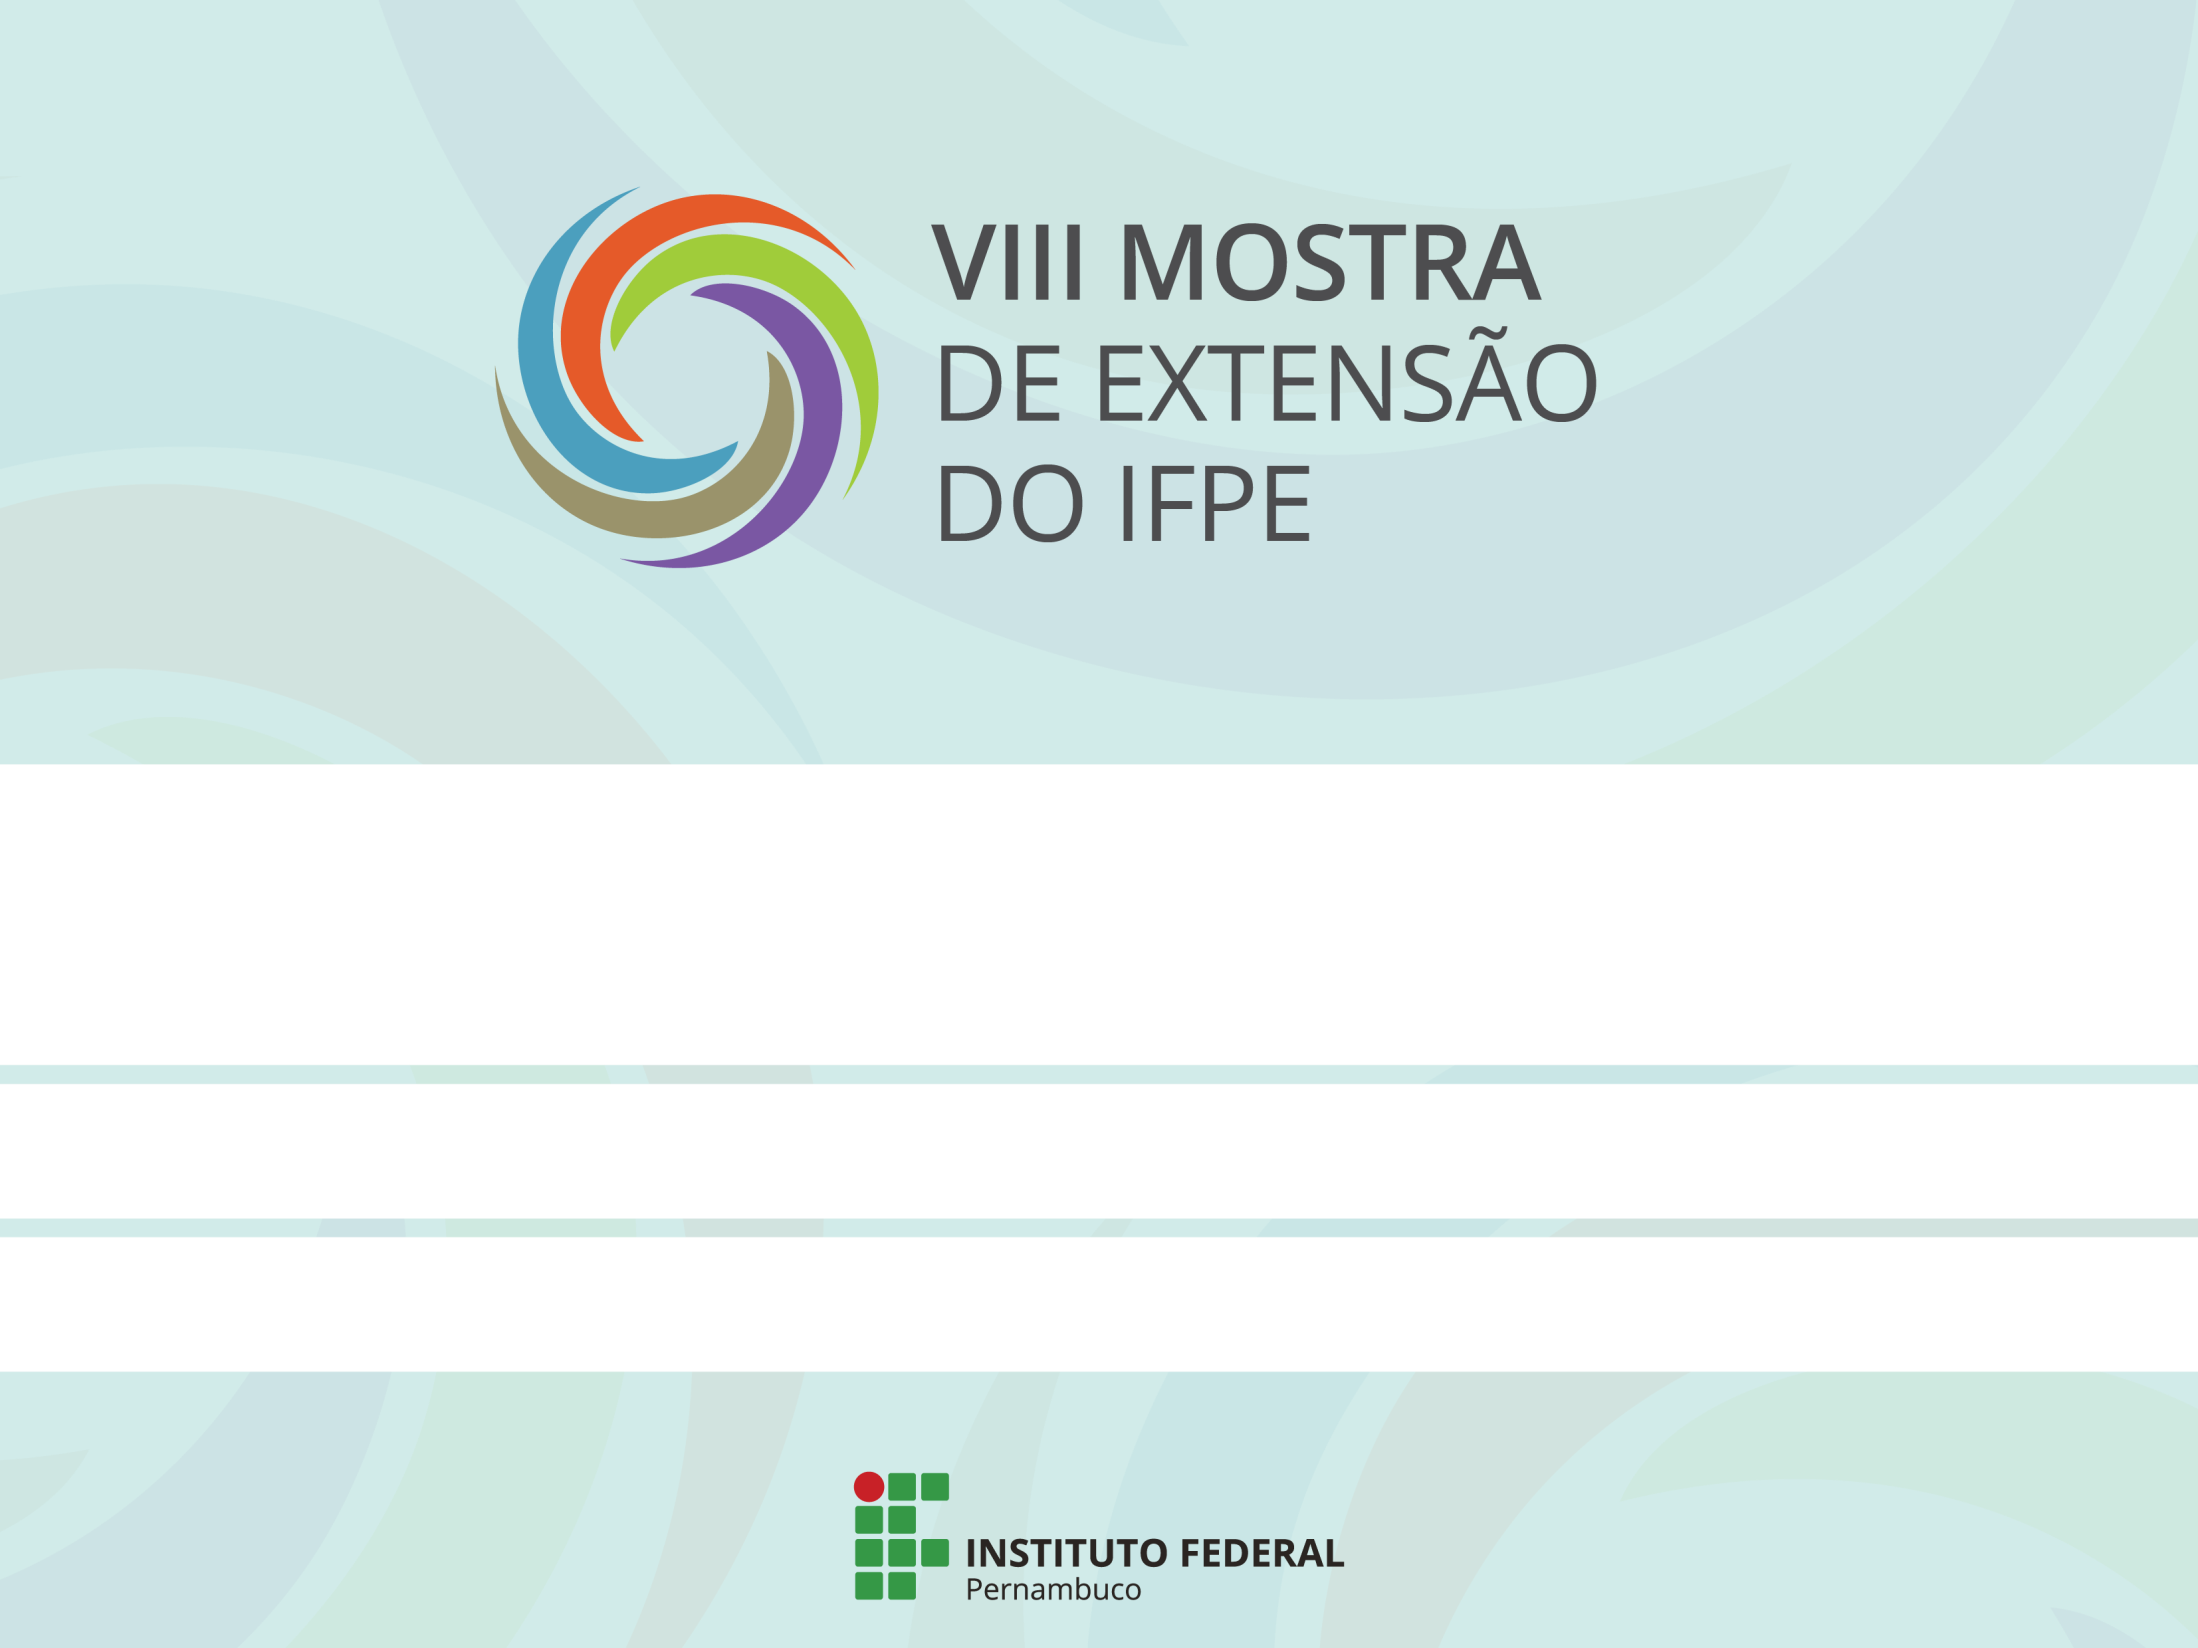 VIII MOSTRA
DE EXTENSÃO
DO IFPE
INSTITUTO FEDERAL
Pernambuco